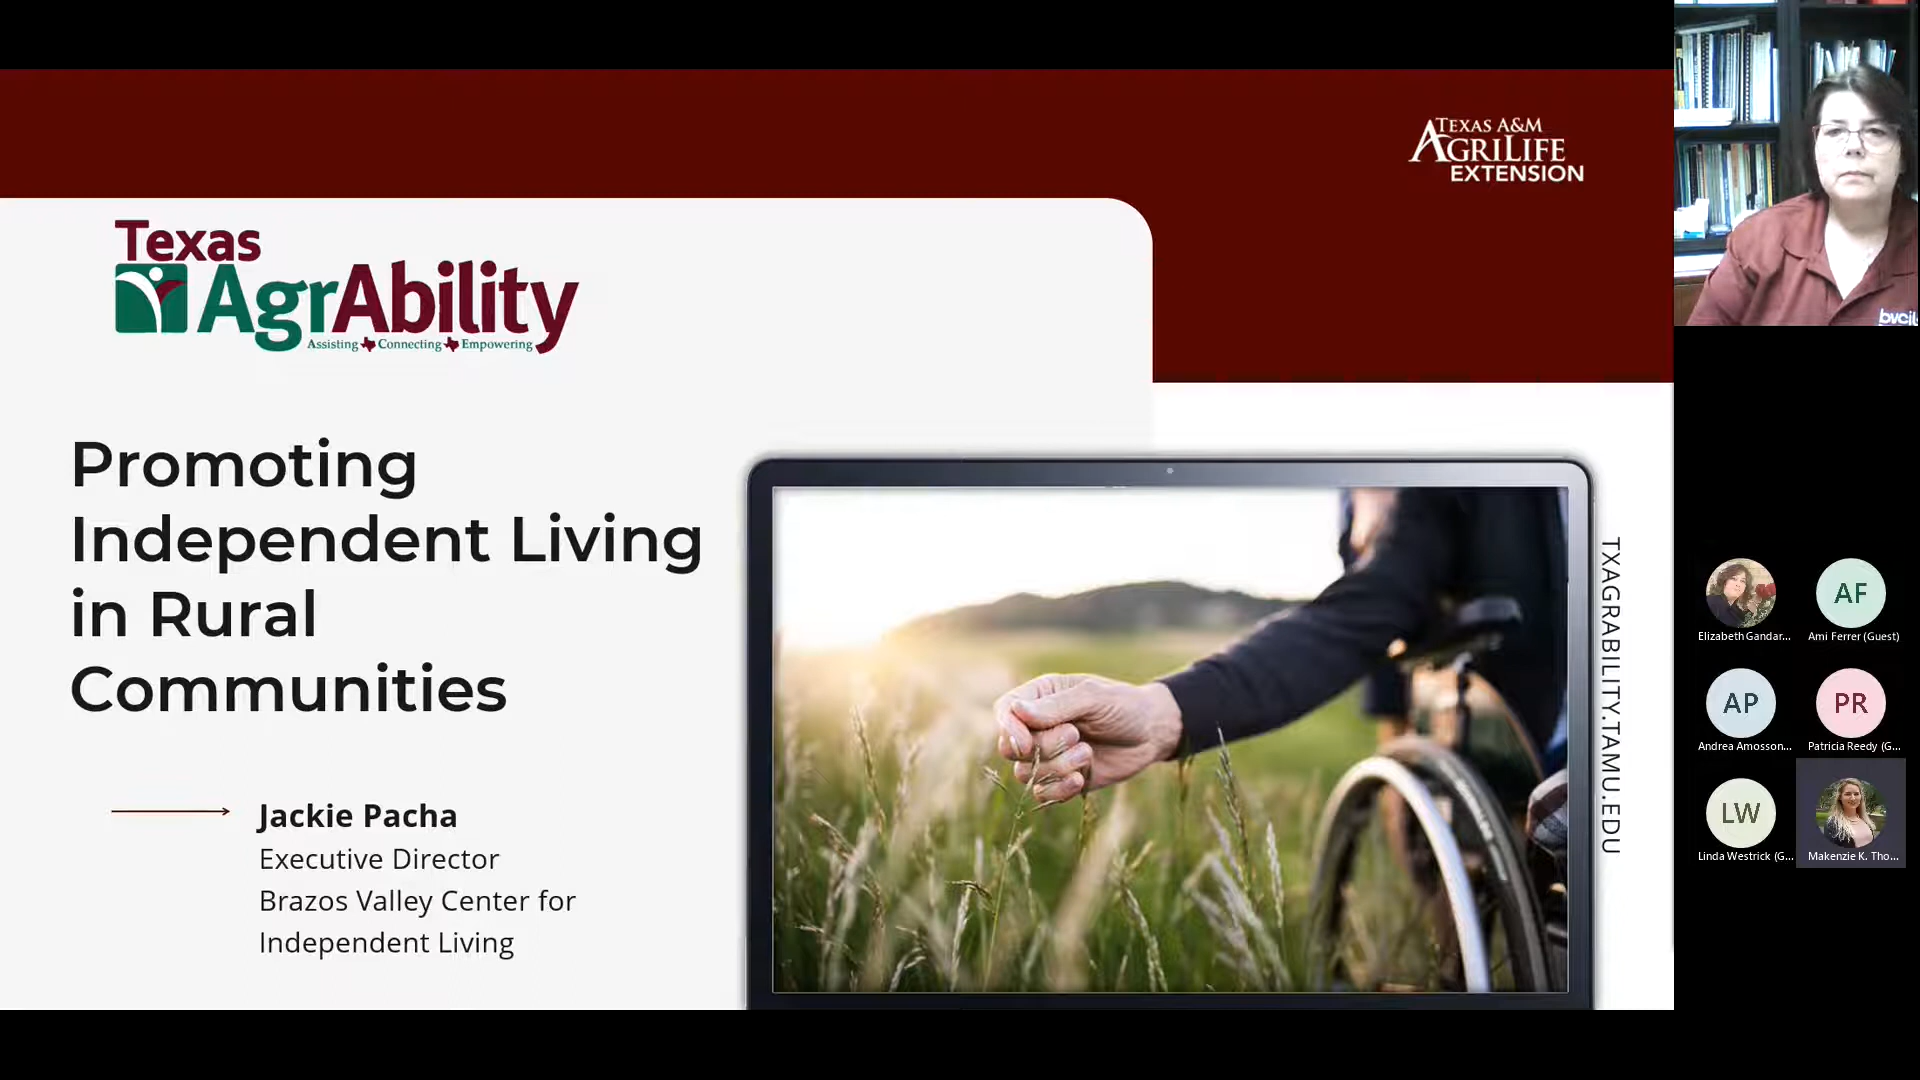 TEXAS A&M
AGRILIFE
EXTENSION
Texas
AgrAbility
Assisting Connecting Empowering
Promoting
Independent Living
in Rural
Communities
Jackie Pacha
Executive Director
Brazos Valley Center for
Independent Living
TXAGRABILITY.TAMU.EDU
bvcil
Elizabeth Gandar...
AF
Ami Ferrer (Guest)
AP
Andrea Amosson...
PR
Patricia Reedy (G...
LW
Linda Westrick (G...
Makenzie K. Tho...